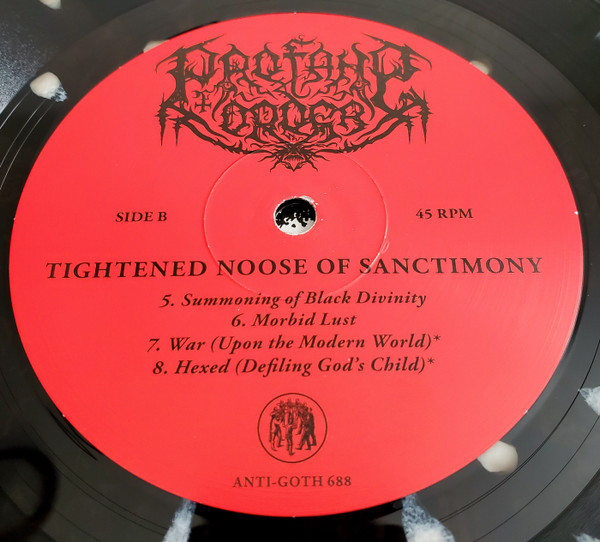 PROFANE
ORDER
SIDE B
45 RPM
TIGHTENED NOOSE OF SANCTIMONY
5. Summoning of Black Divinity
6. Morbid Lust
7. War (Upon the Modern World)*
8. Hexed (Defiling God's Child)*
ANTI-GOTH 688